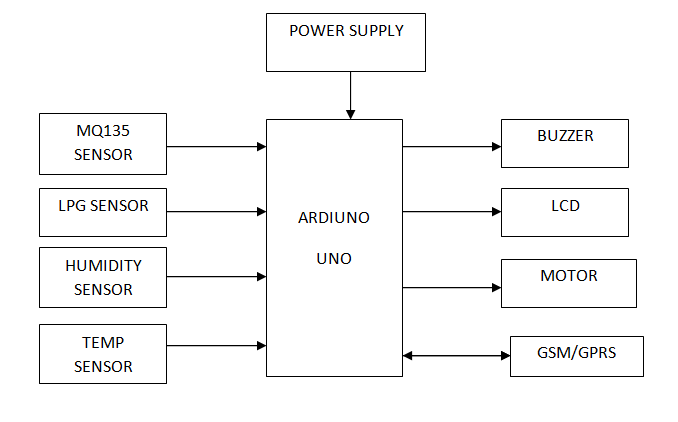 POWER SUPPLY
MQ135
SENSOR
LPG SENSOR
HUMIDITY
SENSOR
TEMP
SENSOR
ARDIUNO
UNO
BUZZER
LCD
MOTOR
GSM/GPRS